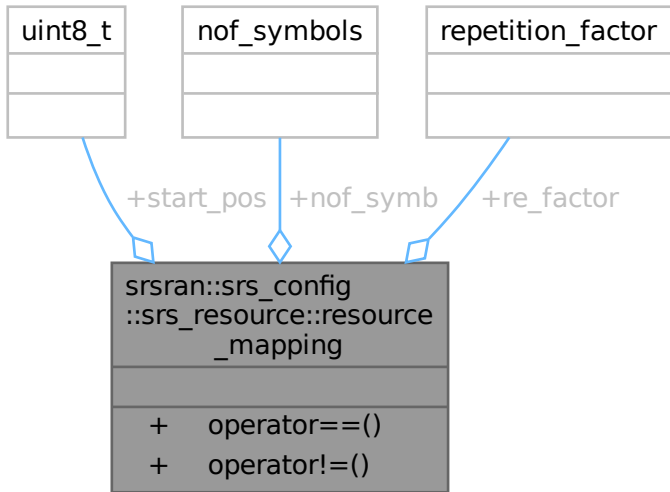 uint8_t
nof_symbols
repetition_factor
+start_pos
+nof_symb
+re_factor
srsran::srs_config
::srs_resource::resource
_mapping
+ operator==()
+ operator!=()